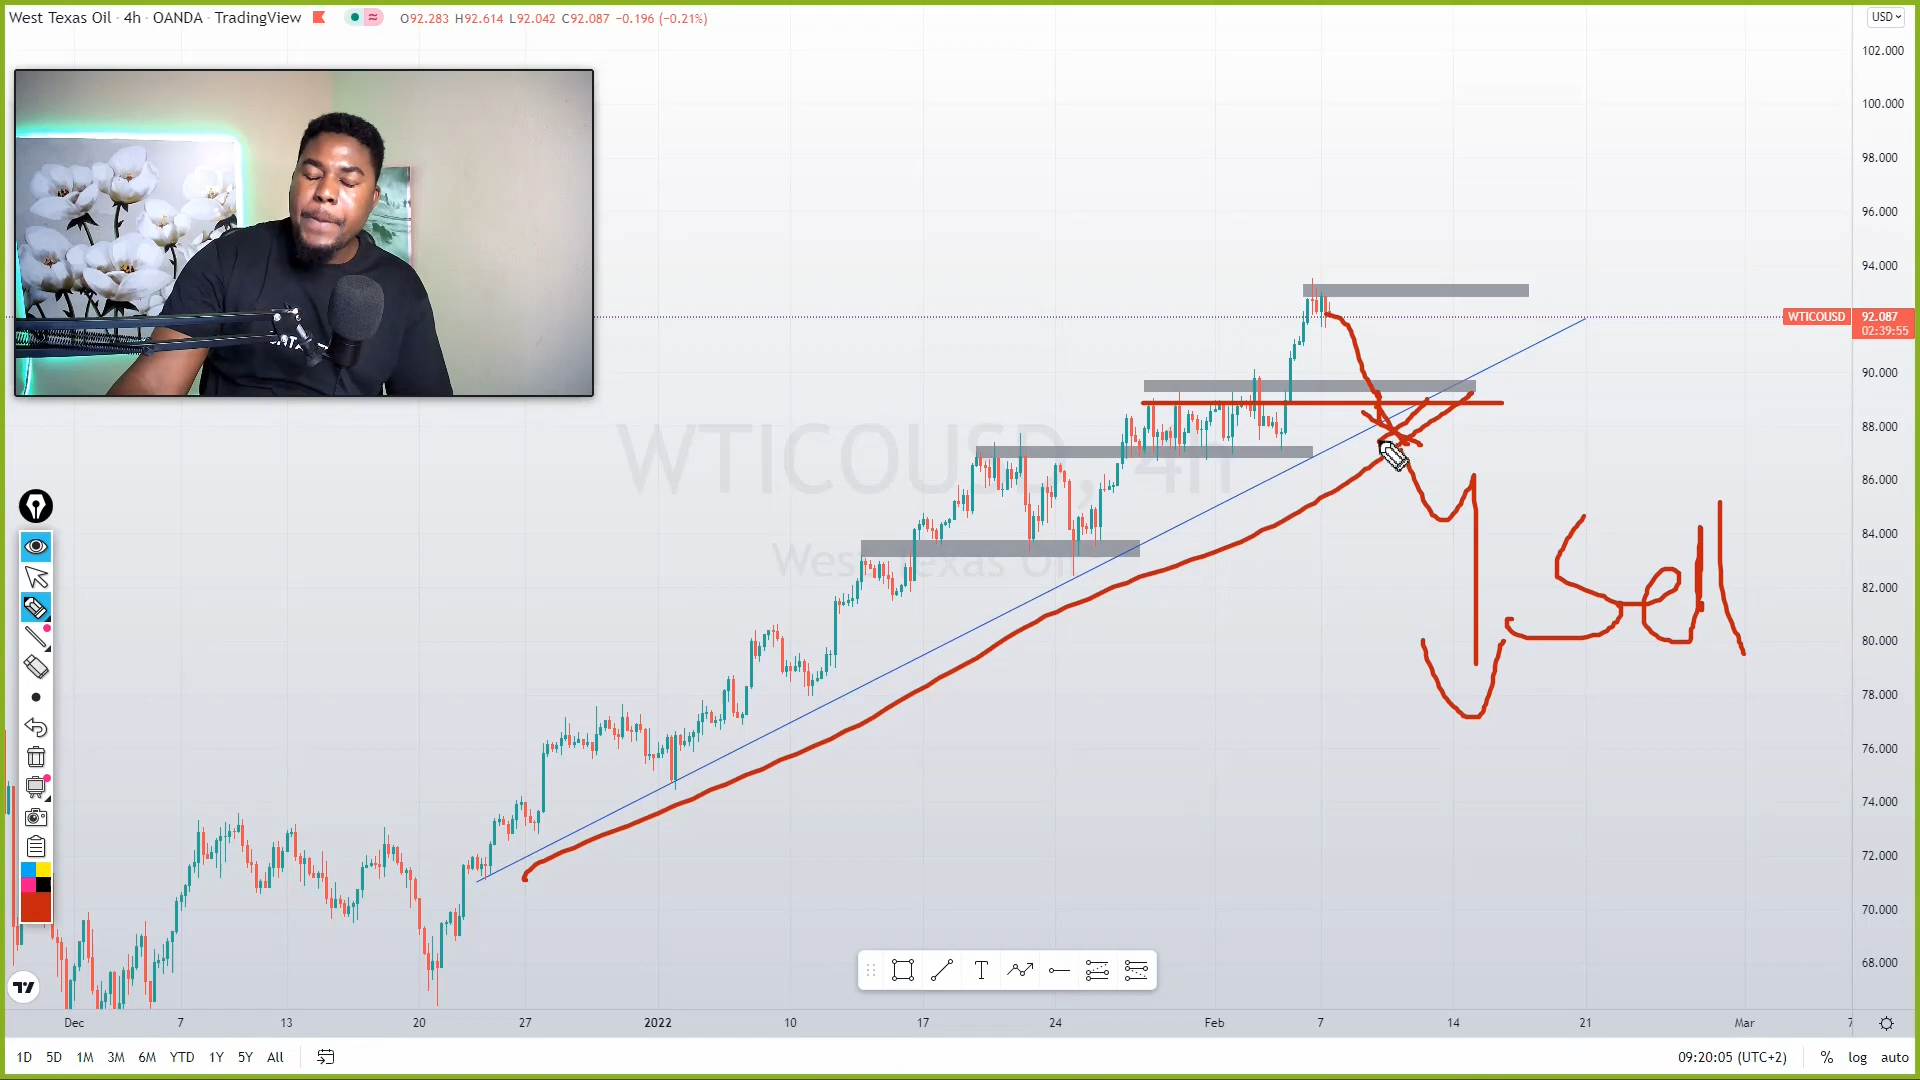 West Texas Oil · 4h · OANDA · TradingView
O92.283 H92.614 L92.042 C92.087 −0.196 (−0.21%)
USD
102.000
100.000
98.000
96.000
94.000
WTICOUSD 92.087
02:39:55
90.000
88.000
86.000
84.000
82.000
80.000
78.000
76.000
74.000
72.000
70.000
68.000
WTICOUSD, 4h
West Texas Oil
Sell
Dec 7 13 20 27 2022 10 17 24 Feb 7 14 21 Mar 7
1D 5D 1M 3M 6M YTD 1Y 5Y All
09:20:05 (UTC+2) % log auto